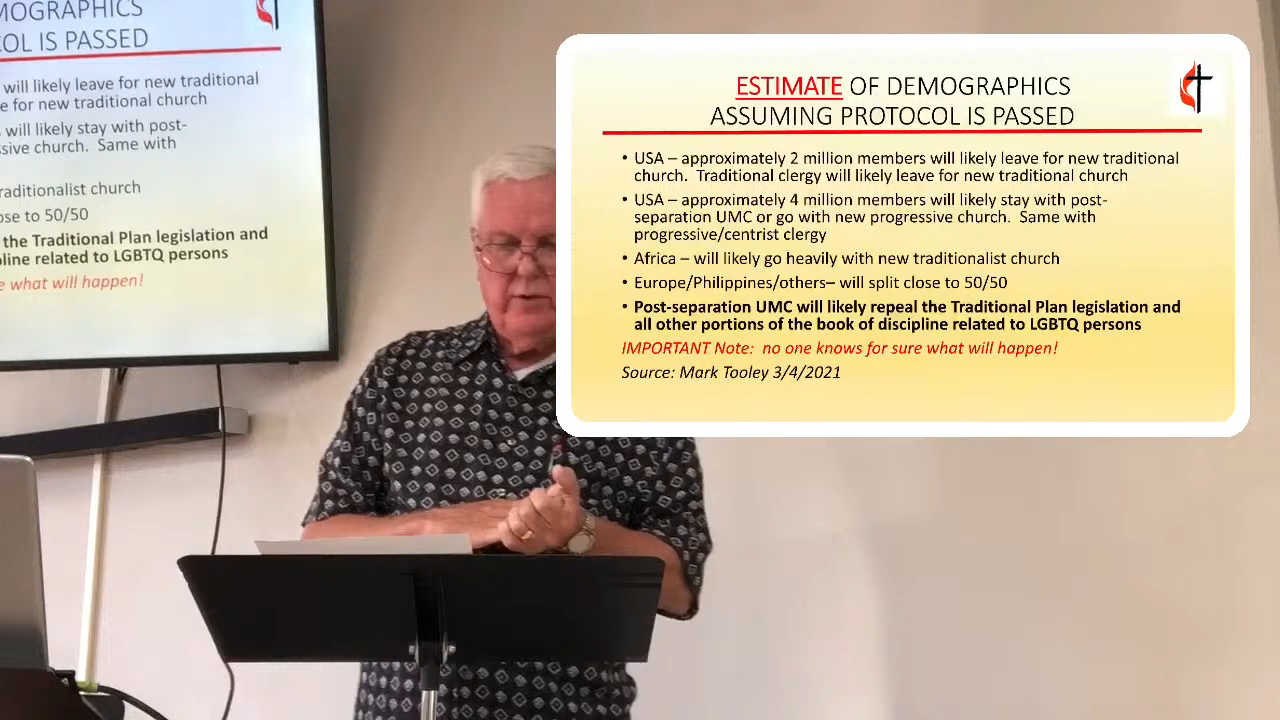 MOGRAPHICS
COL IS PASSED
will likely leave for new traditional
e for new traditional church
will likely stay with post-
sive church.  Same with
raditionalist church
ose to 50/50
the Traditional Plan legislation and
line related to LGBTQ persons
e what will happen!
ESTIMATE OF DEMOGRAPHICS
ASSUMING PROTOCOL IS PASSED
• USA – approximately 2 million members will likely leave for new traditional
church.  Traditional clergy will likely leave for new traditional church
• USA – approximately 4 million members will likely stay with post-
separation UMC or go with new progressive church.  Same with
progressive/centrist clergy
• Africa – will likely go heavily with new traditionalist church
• Europe/Philippines/others– will split close to 50/50
• Post-separation UMC will likely repeal the Traditional Plan legislation and
all other portions of the book of discipline related to LGBTQ persons
IMPORTANT Note:  no one knows for sure what will happen!
Source: Mark Tooley 3/4/2021